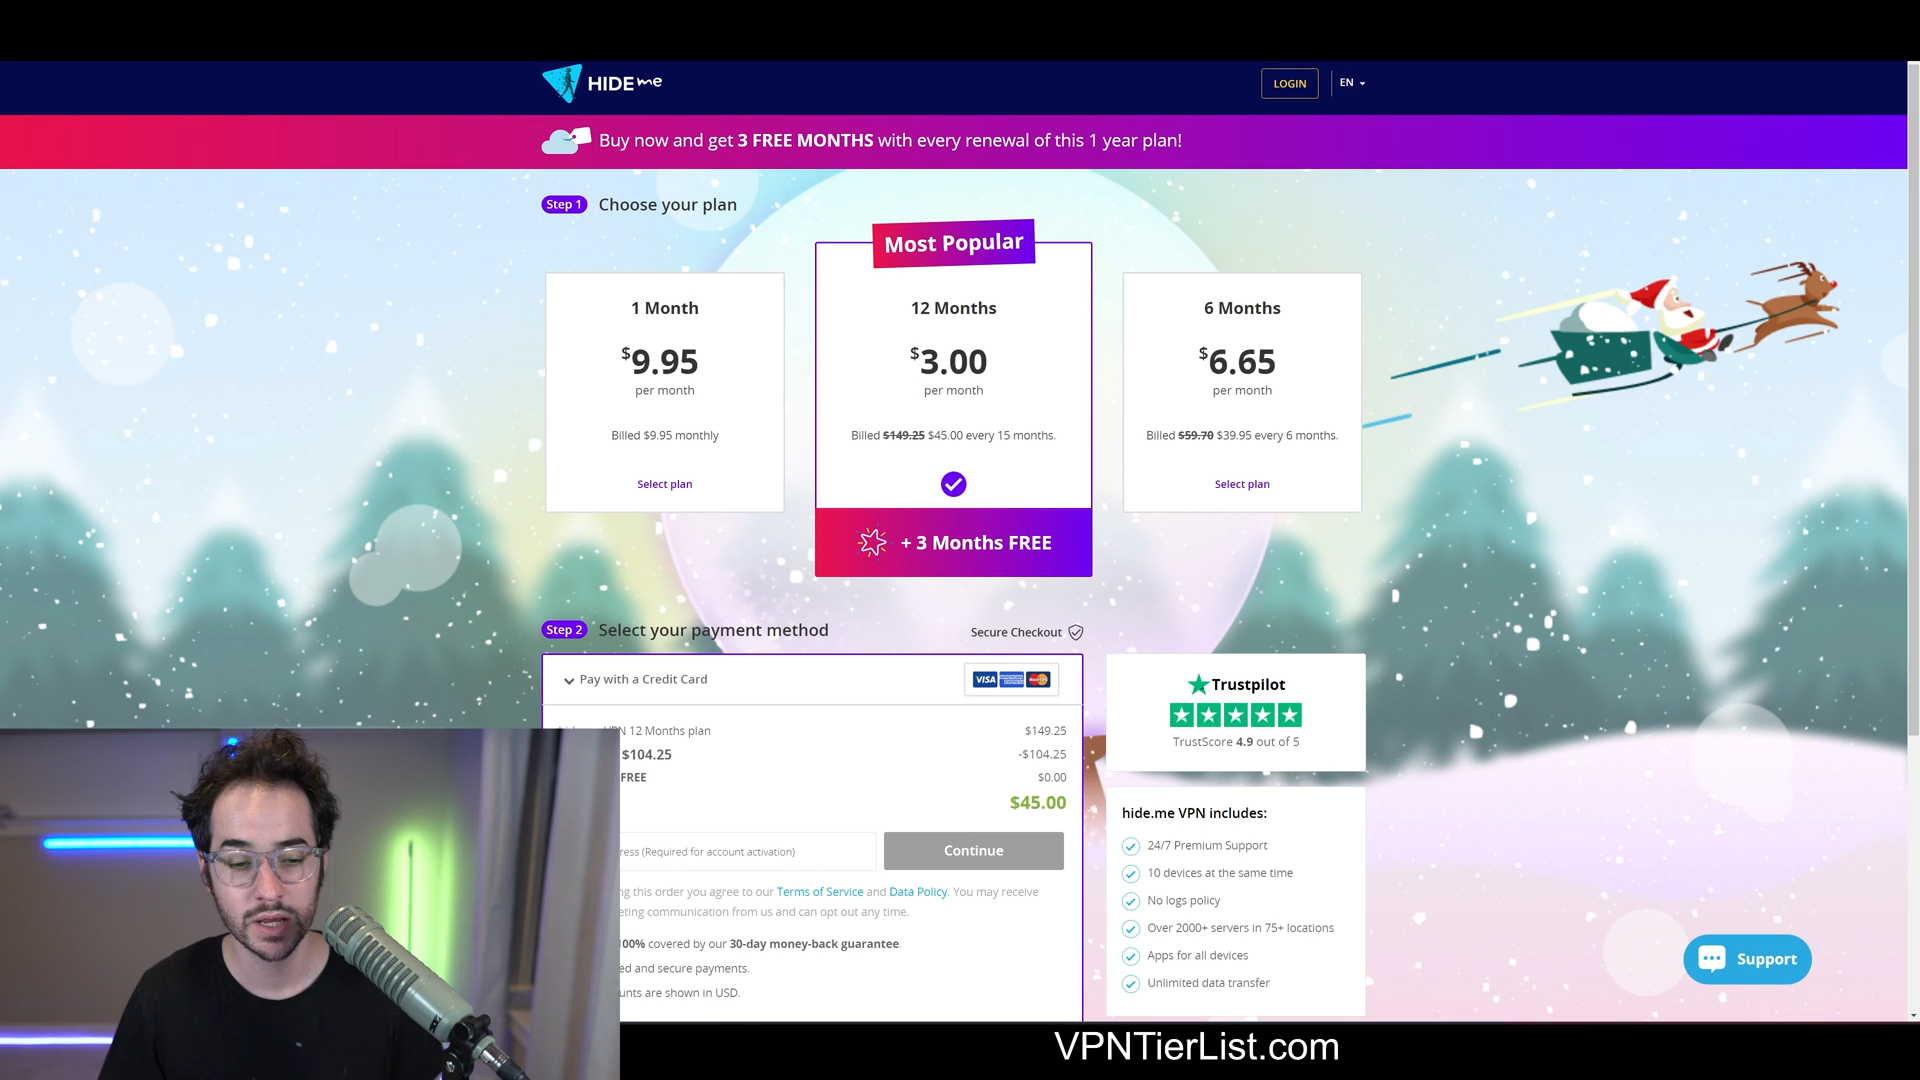 HIDE me
LOGIN
EN
Buy now and get 3 FREE MONTHS with every renewal of this 1 year plan!
Step 1 Choose your plan
Most Popular
1 Month
$9.95
per month
Billed $9.95 monthly
Select plan
12 Months
$3.00
per month
Billed $149.25 $45.00 every 15 months.
+ 3 Months FREE
6 Months
$6.65
per month
Billed $59.70 $39.95 every 6 months.
Select plan
Step 2 Select your payment method
Secure Checkout
Pay with a Credit Card
VISA AMERICAN EXPRESS MasterCard
VPN 12 Months plan $149.25
$104.25 -$104.25
FREE $0.00
$45.00
ress (Required for account activation)
Continue
ng this order you agree to our Terms of Service and Data Policy. You may receive
eting communication from us and can opt out any time.
100% covered by our 30-day money-back guarantee.
ed and secure payments.
unts are shown in USD.
Trustpilot
TrustScore 4.9 out of 5
hide.me VPN includes:
24/7 Premium Support
10 devices at the same time
No logs policy
Over 2000+ servers in 75+ locations
Apps for all devices
Unlimited data transfer
Support
VPNTierList.com